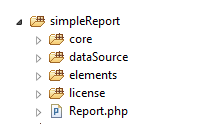 simpleReport
core
dataSource
elements
license
Report.php